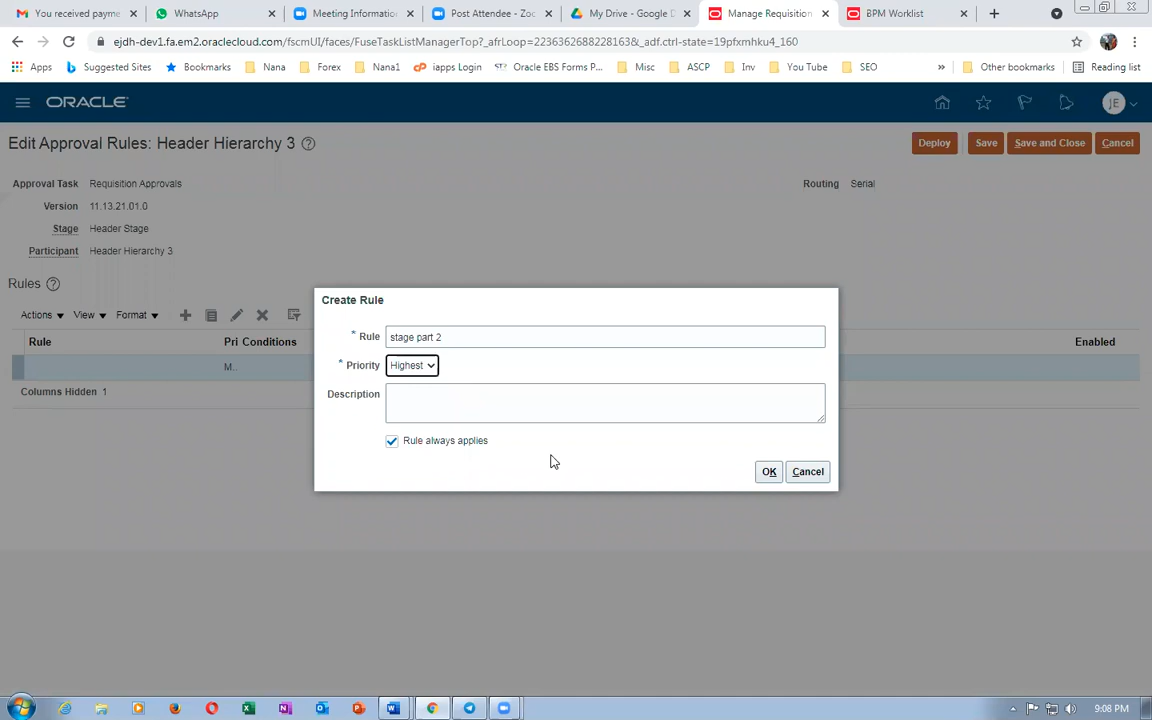 You received payme
WhatsApp
Meeting Informatio
Post Attendee - Zoo
My Drive - Google D
Manage Requisition
BPM Worklist
ejdh-dev1.fa.em2.oraclecloud.com/fscmUI/faces/FuseTaskListManagerTop?_afrLoop=2236362688228163&_adf.ctrl-state=19pfxmhku4_160
Apps
Suggested Sites
Bookmarks
Nana
Forex
Nana1
iapps Login
Oracle EBS Forms P...
Misc
ASCP
Inv
You Tube
SEO
»
Other bookmarks
Reading list
ORACLE
JE
Edit Approval Rules: Header Hierarchy 3
Deploy
Save
Save and Close
Cancel
Approval Task Requisition Approvals
Routing Serial
Version 11.13.21.01.0
Stage Header Stage
Participant Header Hierarchy 3
Rules
Actions
View
Format
Rule
Pri Conditions
Enabled
M..
Columns Hidden 1
Create Rule
* Rule stage part 2
* Priority Highest
Description
Rule always applies
OK
Cancel
9:08 PM